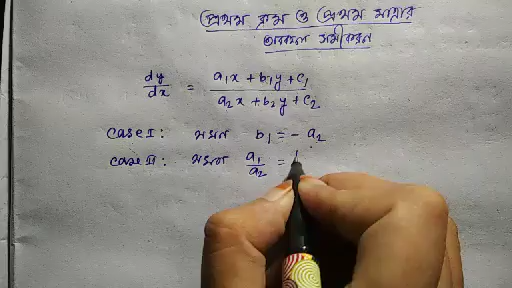 প্রথম ক্রম ও প্রথম মাত্রার
অবকল সমীকরণ
dy/dx = (a₁x + b₁y + c₁)/(a₂x + b₂y + c₂)
Case I: যখন b₁ = - a₂
Case II: যখন a₁/a₂ =